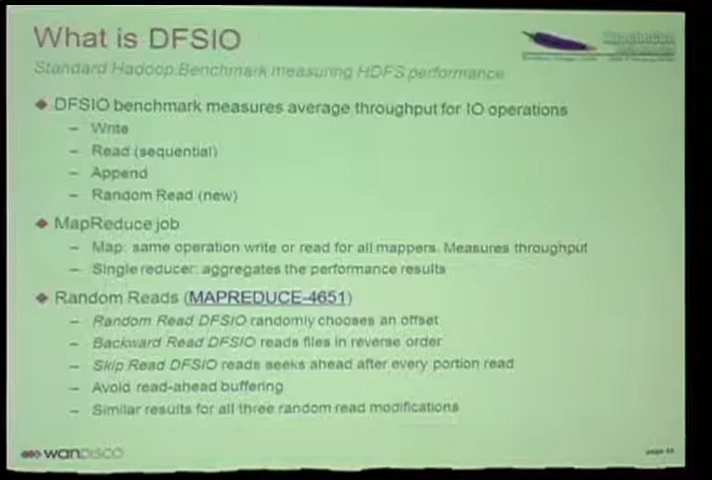 What is DFSIO
Standard Hadoop Benchmark measuring HDFS performance
DFSIO benchmark measures average throughput for IO operations
– Write
– Read (sequential)
– Append
– Random Read (new)
MapReduce job
– Map: same operation write or read for all mappers. Measures throughput
– Single reducer: aggregates the performance results
Random Reads (MAPREDUCE-4651)
– Random Read DFSIO randomly chooses an offset
– Backward Read DFSIO reads files in reverse order
– Skip Read DFSIO reads seeks ahead after every portion read
– Avoid read-ahead buffering
– Similar results for all three random read modifications
WANDISCO
page